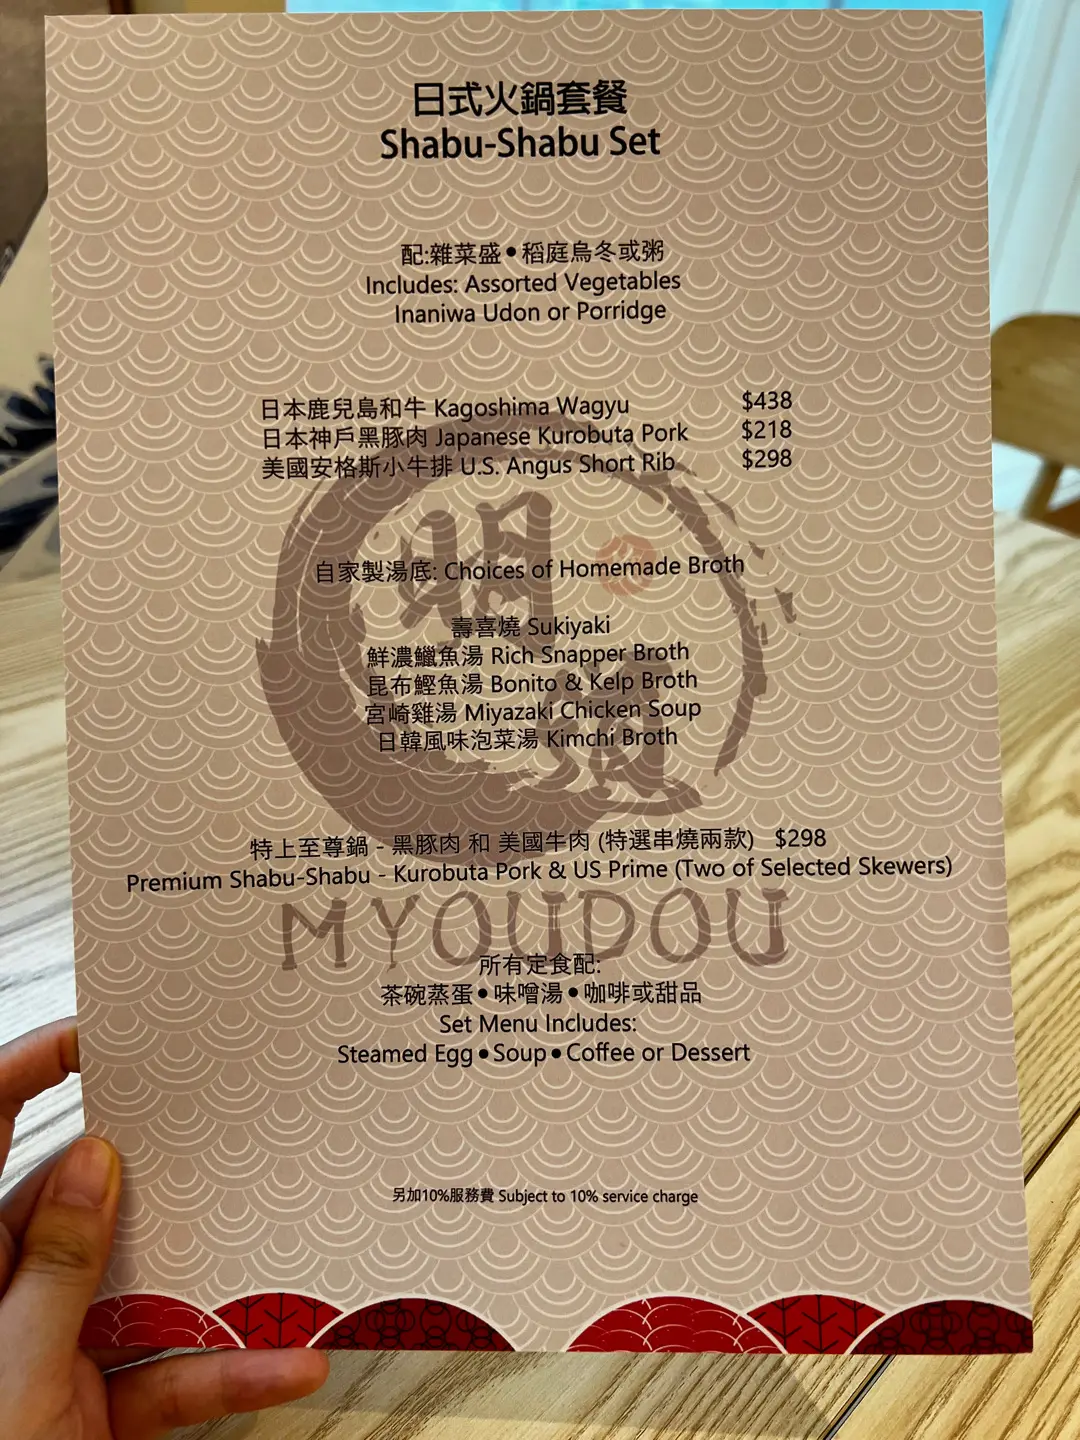 日式火鍋套餐
Shabu-Shabu Set
配:雜菜盛•稻庭烏冬或粥
Includes: Assorted Vegetables
Inaniwa Udon or Porridge
日本鹿兒島和牛 Kagoshima Wagyu $438
日本神戶黑豚肉 Japanese Kurobuta Pork $218
美國安格斯小牛排 U.S. Angus Short Rib $298
自家製湯底: Choices of Homemade Broth
壽喜燒 Sukiyaki
鮮濃鱲魚湯 Rich Snapper Broth
昆布鰹魚湯 Bonito & Kelp Broth
宮崎雞湯 Miyazaki Chicken Soup
日韓風味泡菜湯 Kimchi Broth
特上至尊鍋 - 黑豚肉 和 美國牛肉 (特選串燒兩款) $298
Premium Shabu-Shabu - Kurobuta Pork & US Prime (Two of Selected Skewers)
MYOUDOU
所有定食配:
茶碗蒸蛋•味噌湯•咖啡或甜品
Set Menu Includes:
Steamed Egg•Soup•Coffee or Dessert
另加10%服務費 Subject to 10% service charge